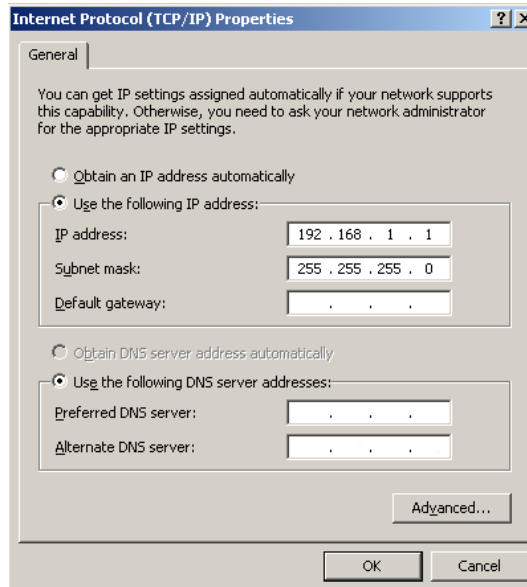 Internet Protocol (TCP/IP) Properties
General
You can get IP settings assigned automatically if your network supports
this capability. Otherwise, you need to ask your network administrator
for the appropriate IP settings.
Obtain an IP address automatically
Use the following IP address:
IP address: 192 . 168 . 1 . 1
Subnet mask: 255 . 255 . 255 . 0
Default gateway: . . .
Obtain DNS server address automatically
Use the following DNS server addresses:
Preferred DNS server: . . .
Alternate DNS server: . . .
Advanced...
OK Cancel